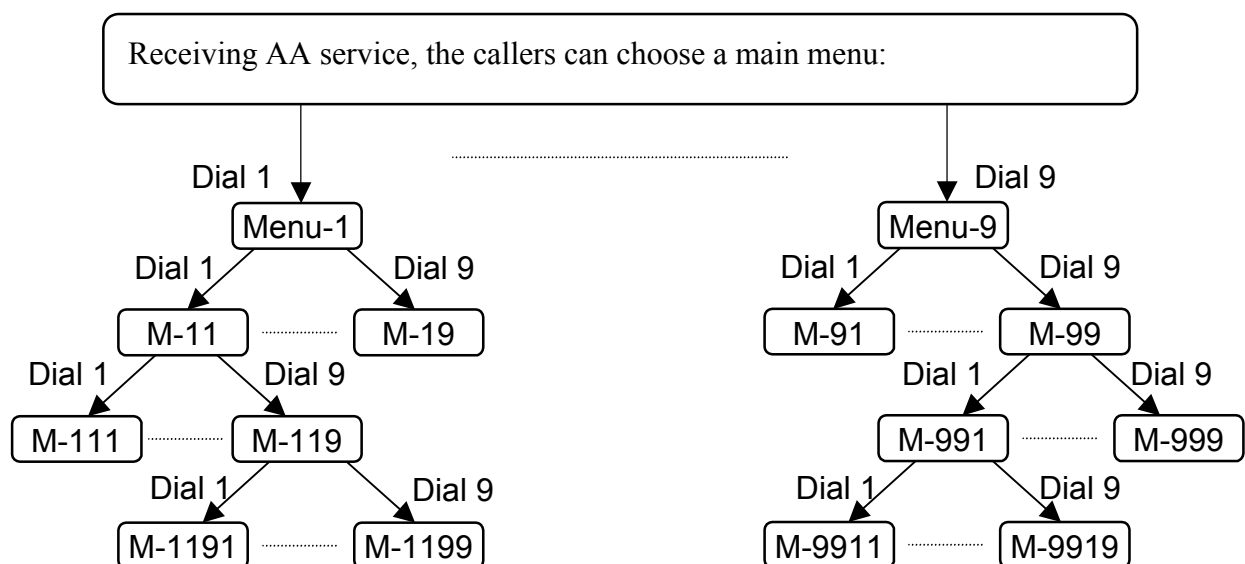 Receiving AA service, the callers can choose a main menu:
Dial 1 Dial 9
Menu-1 Menu-9
Dial 1 Dial 9 Dial 1 Dial 9
M-11 M-19 M-91 M-99
Dial 1 Dial 9 Dial 1 Dial 9
M-111 M-119 M-991 M-999
Dial 1 Dial 9 Dial 1 Dial 9
M-1191 M-1199 M-9911 M-9919